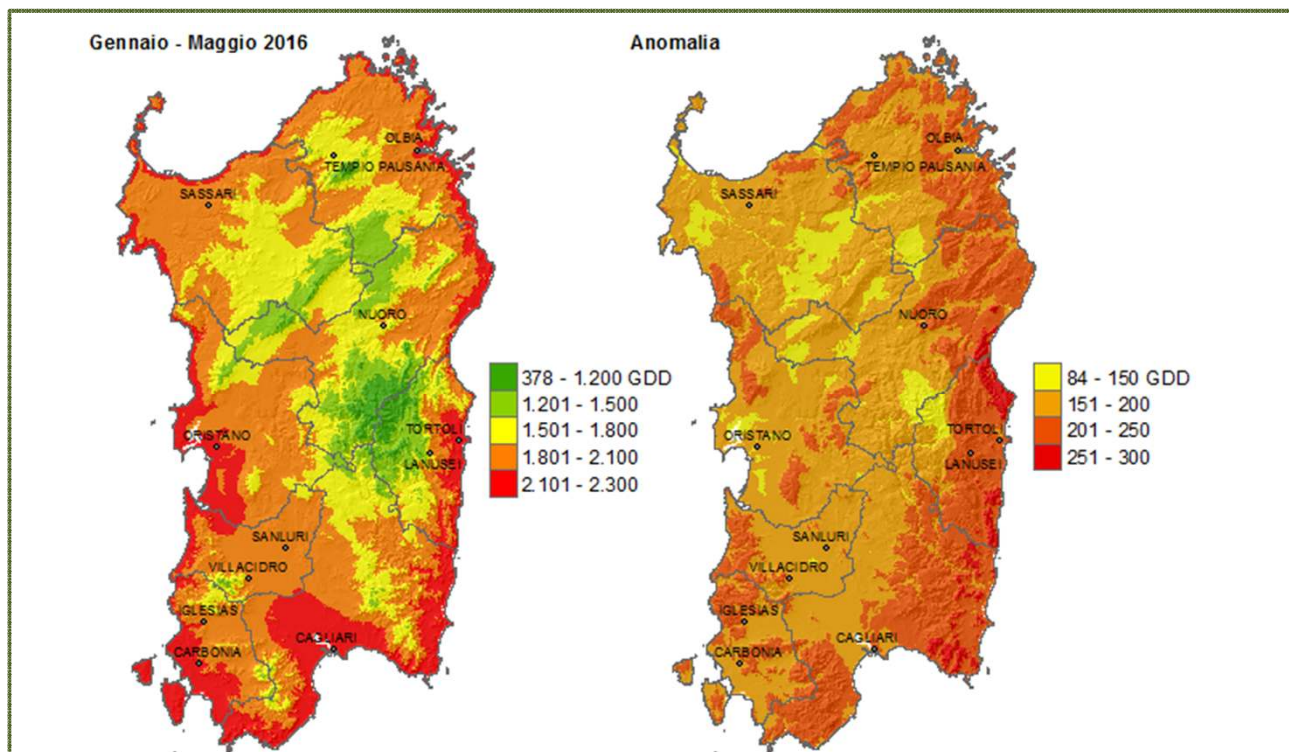 Gennaio - Maggio 2016
OLBIA
TEMPIO PAUSANIA
SASSARI
NUORO
ORISTANO
TORTOLI
LANUSEI
SANLURI
VILLACIDRO
IGLESIAS
CAGLIARI
CARBONIA
378 - 1.200 GDD
1.201 - 1.500
1.501 - 1.800
1.801 - 2.100
2.101 - 2.300
Anomalia
OLBIA
TEMPIO PAUSANIA
SASSARI
NUORO
ORISTANO
TORTOLI
LANUSEI
SANLURI
VILLACIDRO
IGLESIAS
CAGLIARI
CARBONIA
84 - 150 GDD
151 - 200
201 - 250
251 - 300